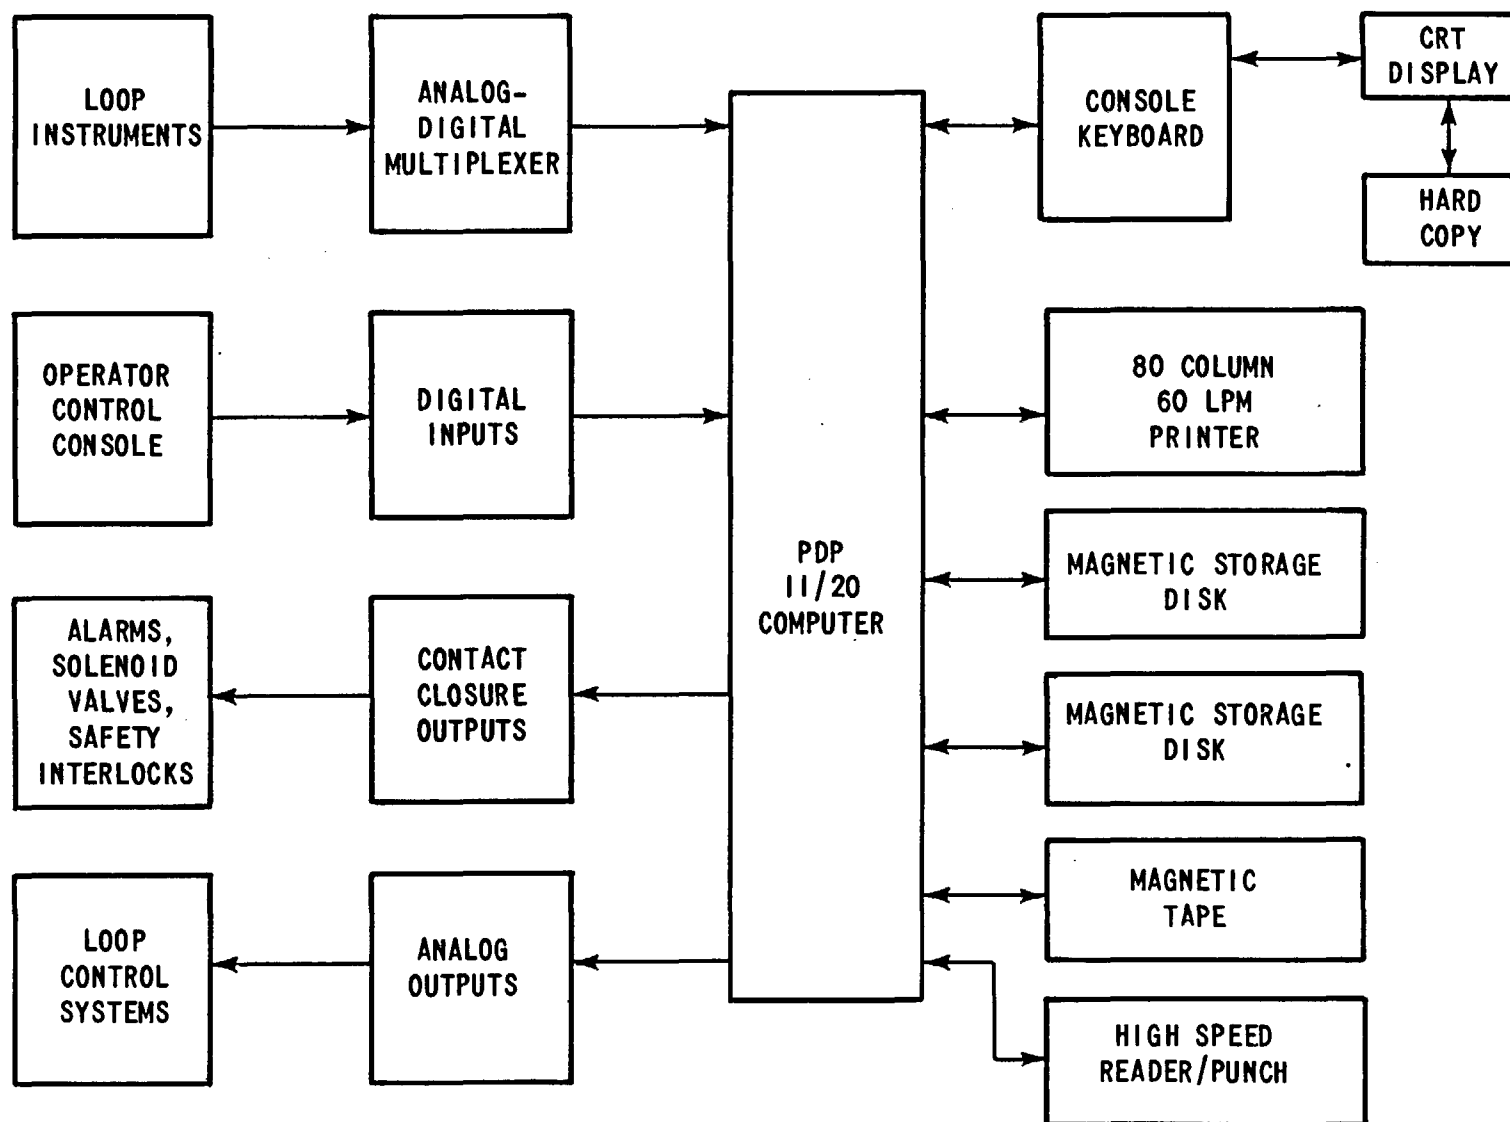 LOOP
INSTRUMENTS
ANALOG-
DIGITAL
MULTIPLEXER
CONSOLE
KEYBOARD
CRT
DISPLAY
HARD
COPY
OPERATOR
CONTROL
CONSOLE
DIGITAL
INPUTS
80 COLUMN
60 LPM
PRINTER
PDP
11/20
COMPUTER
MAGNETIC STORAGE
DISK
ALARMS,
SOLENOID
VALVES,
SAFETY
INTERLOCKS
CONTACT
CLOSURE
OUTPUTS
MAGNETIC STORAGE
DISK
LOOP
CONTROL
SYSTEMS
ANALOG
OUTPUTS
MAGNETIC
TAPE
HIGH SPEED
READER/PUNCH